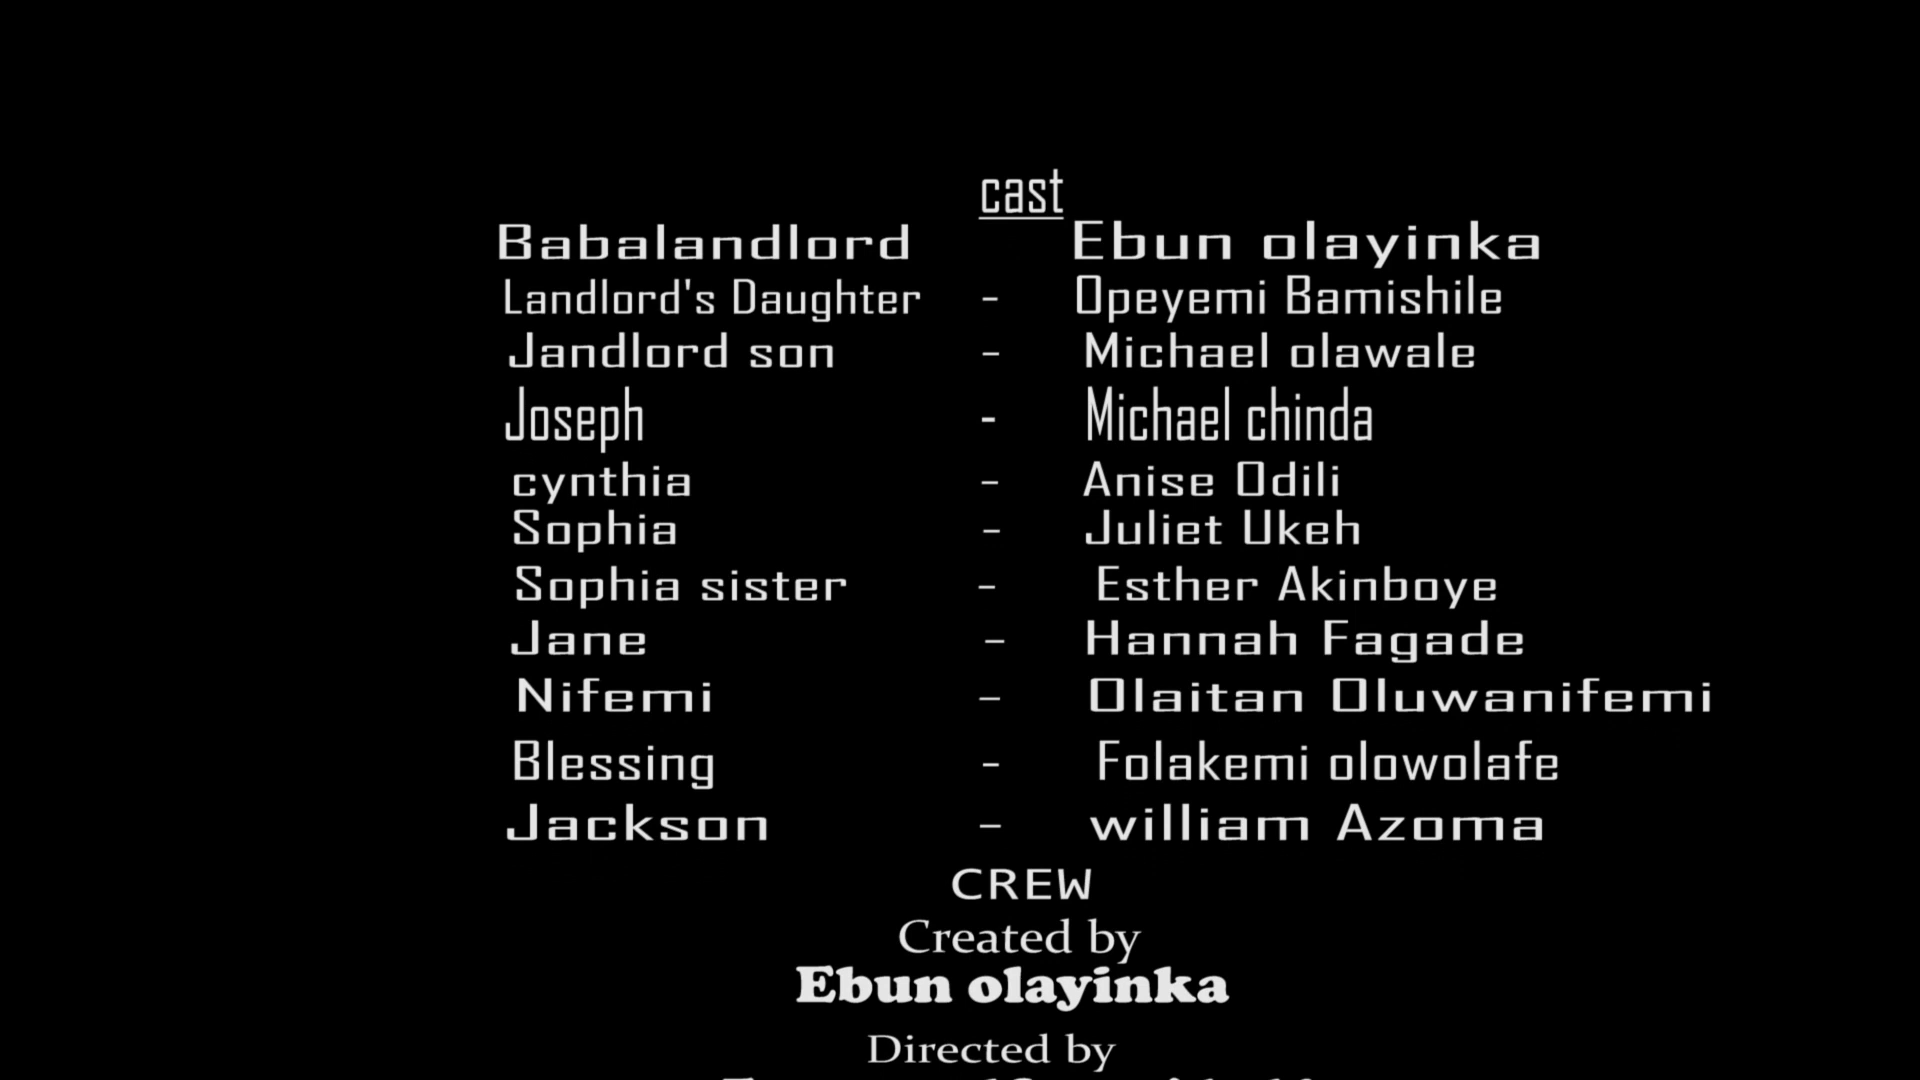 cast
Babalandlord Ebun olayinka
Landlord's Daughter - Opeyemi Bamishile
Jandlord son - Michael olawale
Joseph - Michael chinda
cynthia - Anise Odili
Sophia - Juliet Ukeh
Sophia sister - Esther Akinboye
Jane - Hannah Fagade
Nifemi - Olaitan Oluwanifemi
Blessing - Folakemi olowolafe
Jackson - william Azoma
CREW
Created by
Ebun olayinka
Directed by